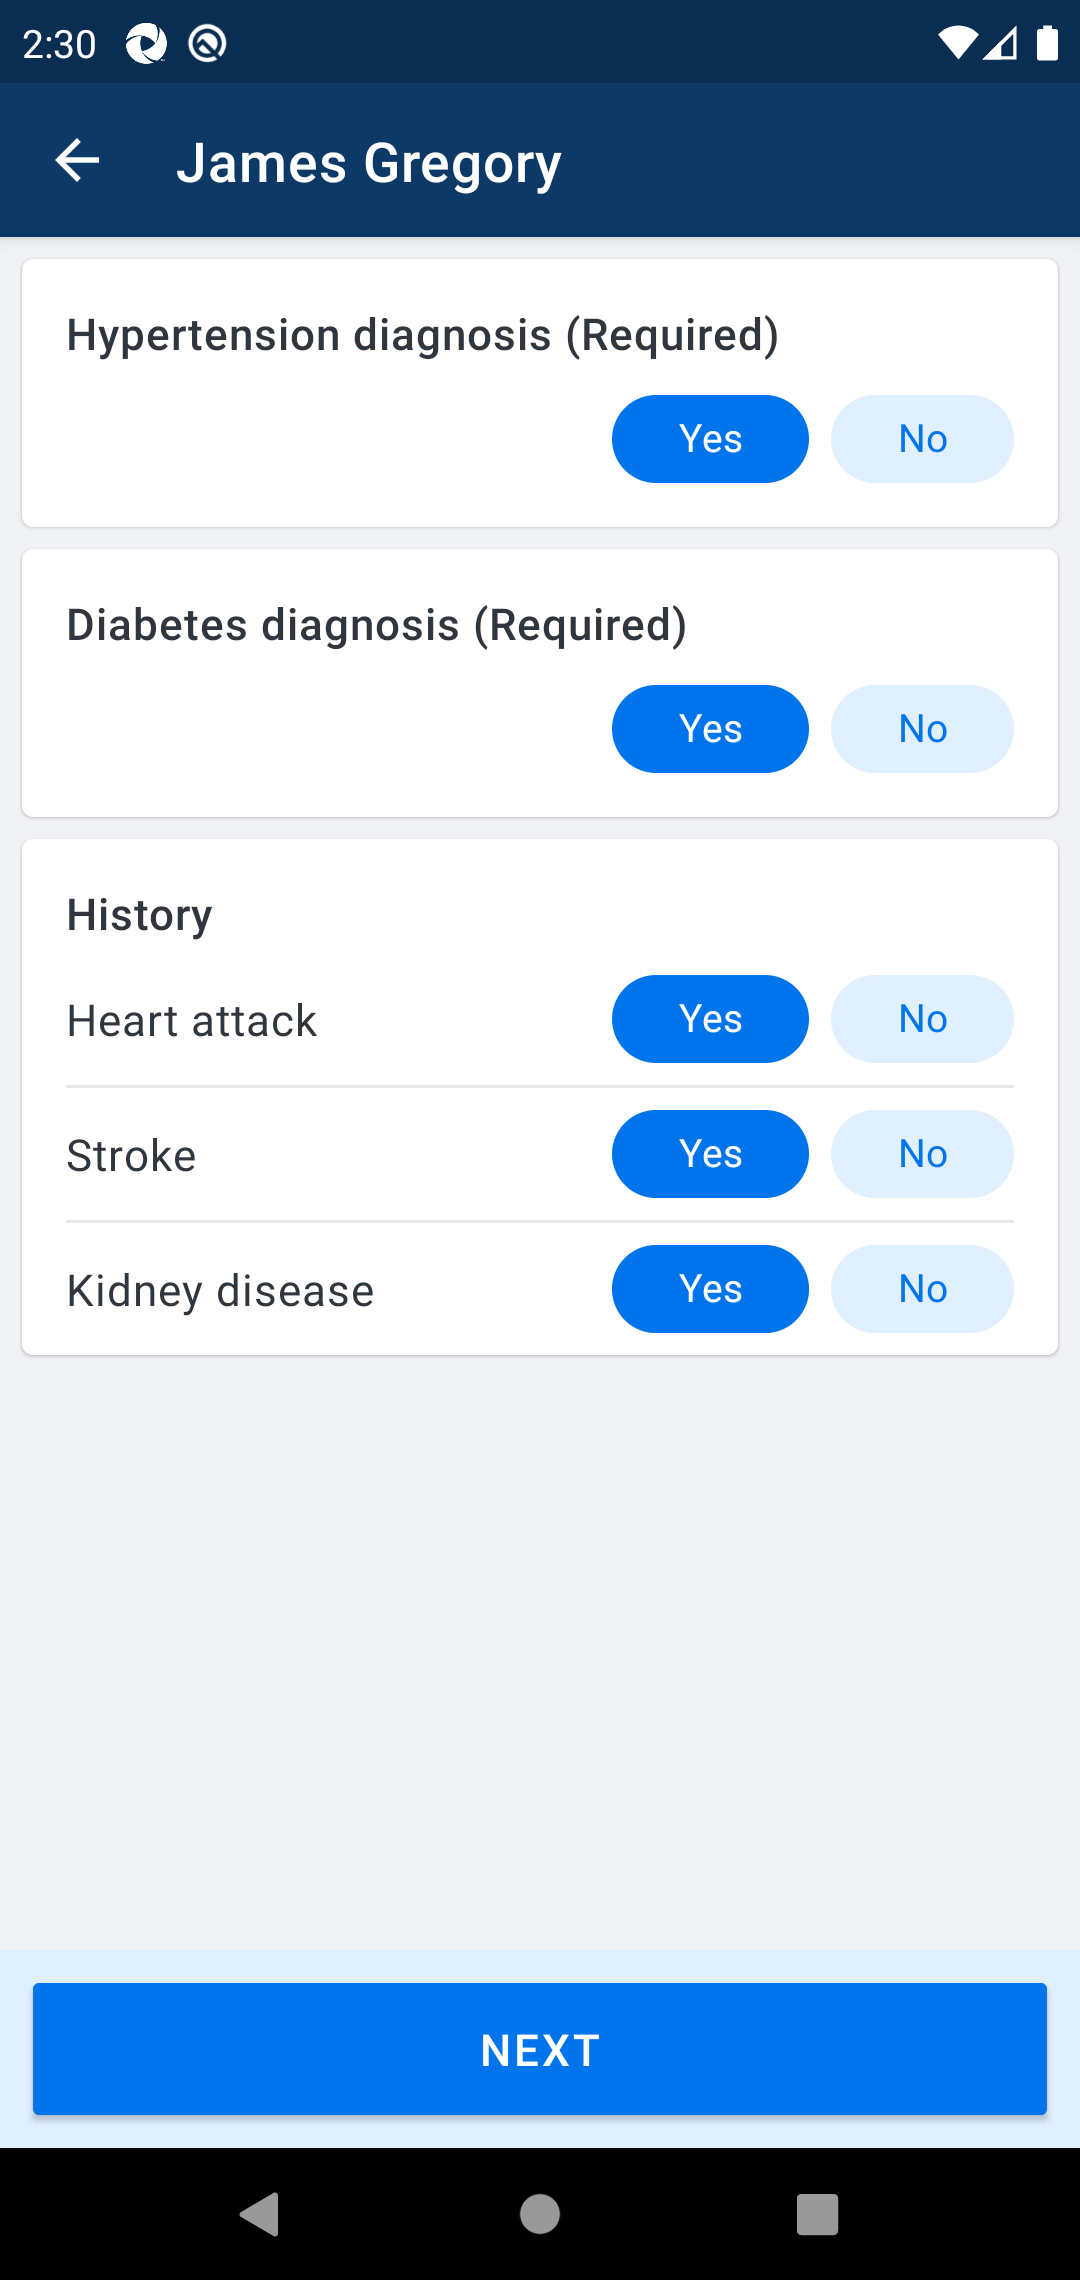 2:30
James Gregory
Hypertension diagnosis (Required)
Yes No
Diabetes diagnosis (Required)
Yes No
History
Heart attack Yes No
Stroke Yes No
Kidney disease Yes No
NEXT